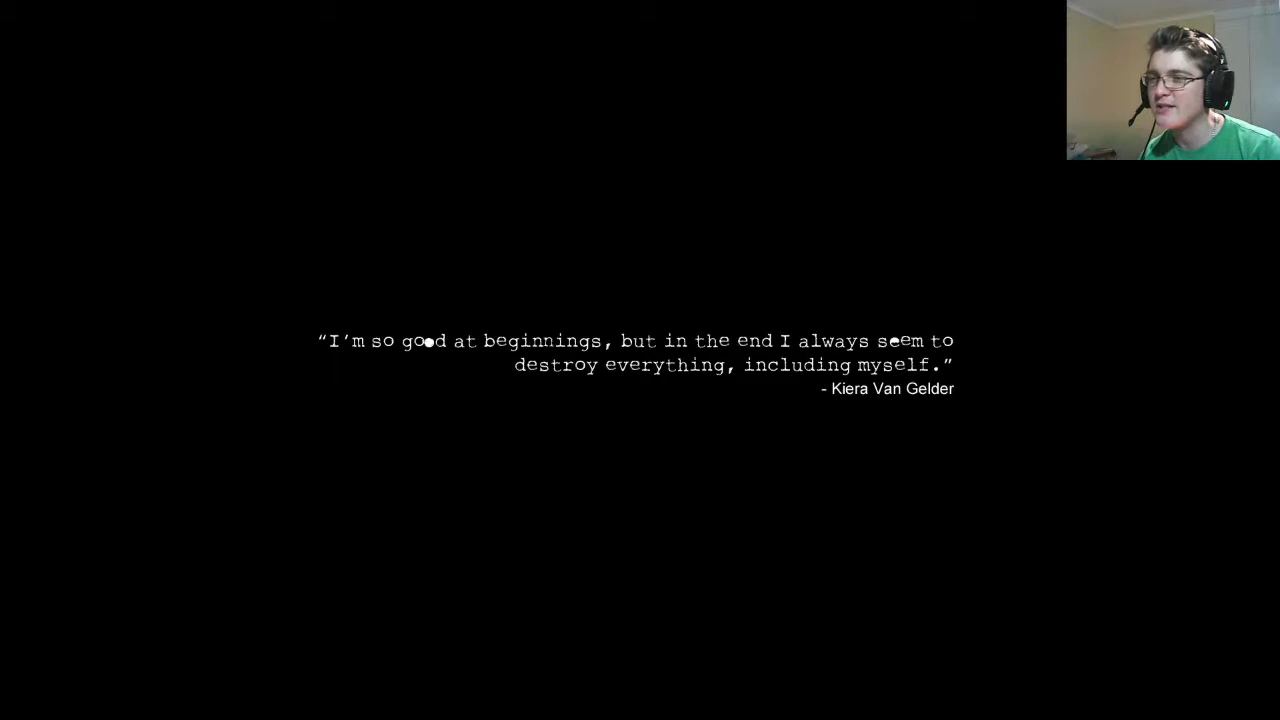 “I’m so good at beginnings, but in the end I always seem to
destroy everything, including myself.”
- Kiera Van Gelder